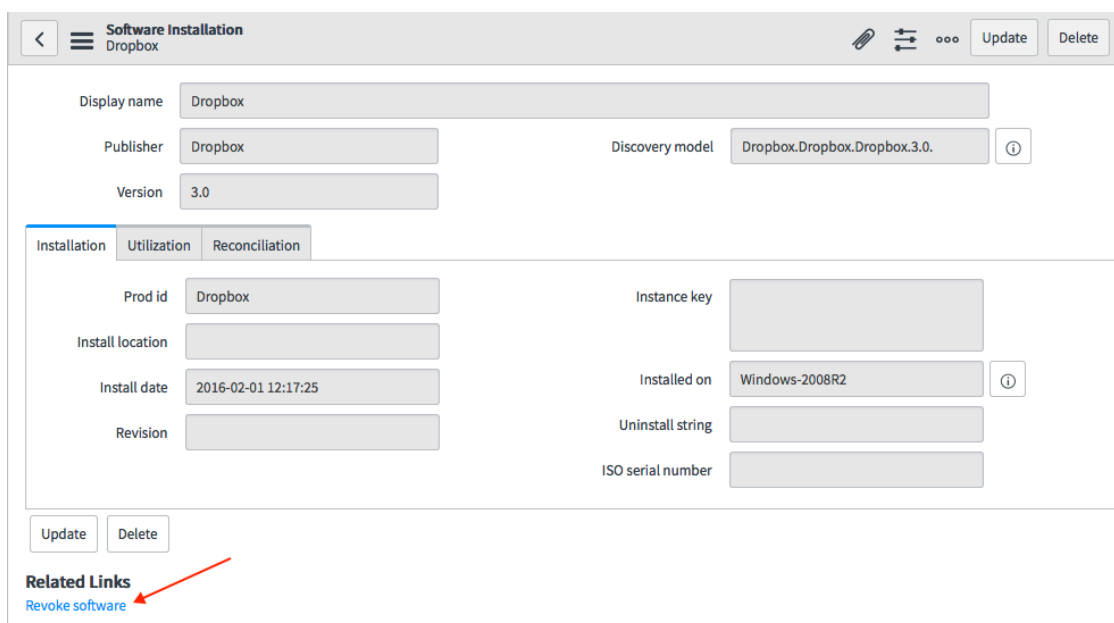 Software Installation
Dropbox
Update
Delete
Display name
Dropbox
Publisher
Dropbox
Discovery model
Dropbox.Dropbox.Dropbox.3.0.
Version
3.0
Installation
Utilization
Reconciliation
Prod id
Dropbox
Instance key
Install location
Install date
2016-02-01 12:17:25
Installed on
Windows-2008R2
Revision
Uninstall string
ISO serial number
Update
Delete
Related Links
Revoke software